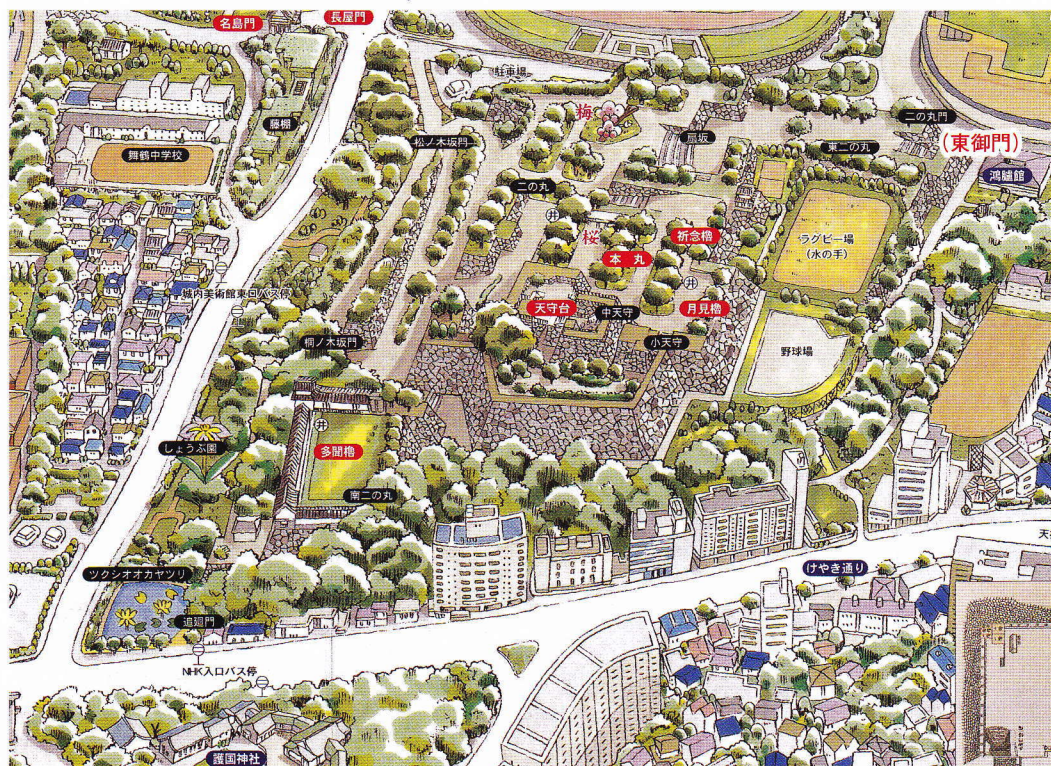 名島門
長屋門
駐車場
梅
藤棚
舞鶴中学校
松ノ木坂門
扇坂
二の丸門
東二の丸
(東御門)
鴻臚館
二の丸
井
桜
祈念櫓
本丸
ラグビー場
(水の手)
井
天守台
中天守
月見櫓
小天守
野球場
城内美術館東口バス停
桐ノ木坂門
井
しょうぶ園
多聞櫓
南二の丸
けやき通り
天
ツクシオオカヤツリ
追廻門
NHK入口バス停
護国神社